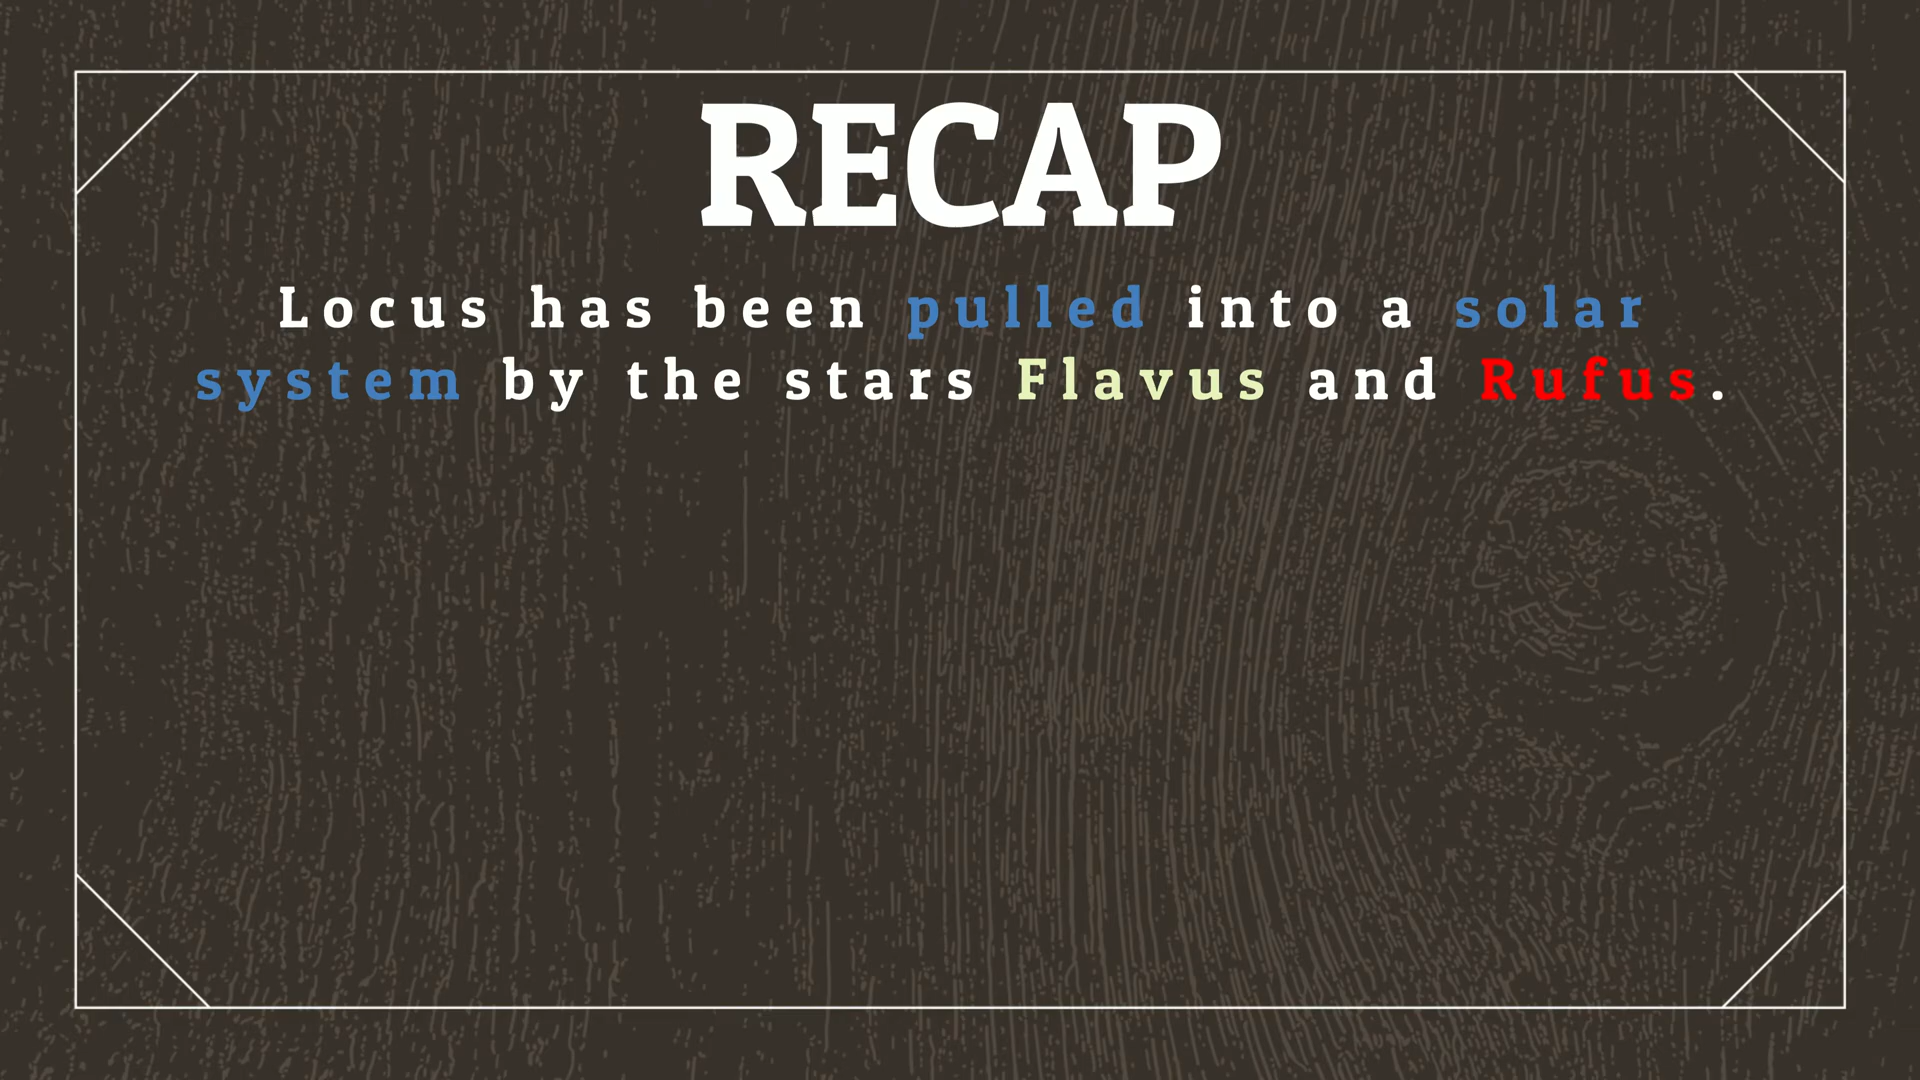 RECAP
Locus has been pulled into a solar
system by the stars Flavus and Rufus.